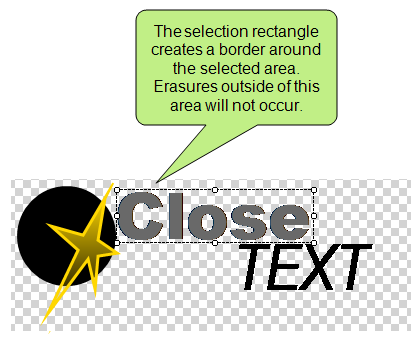 The selection rectangle
creates a border around
the selected area.
Erasures outside of this
area will not occur.
Close
TEXT